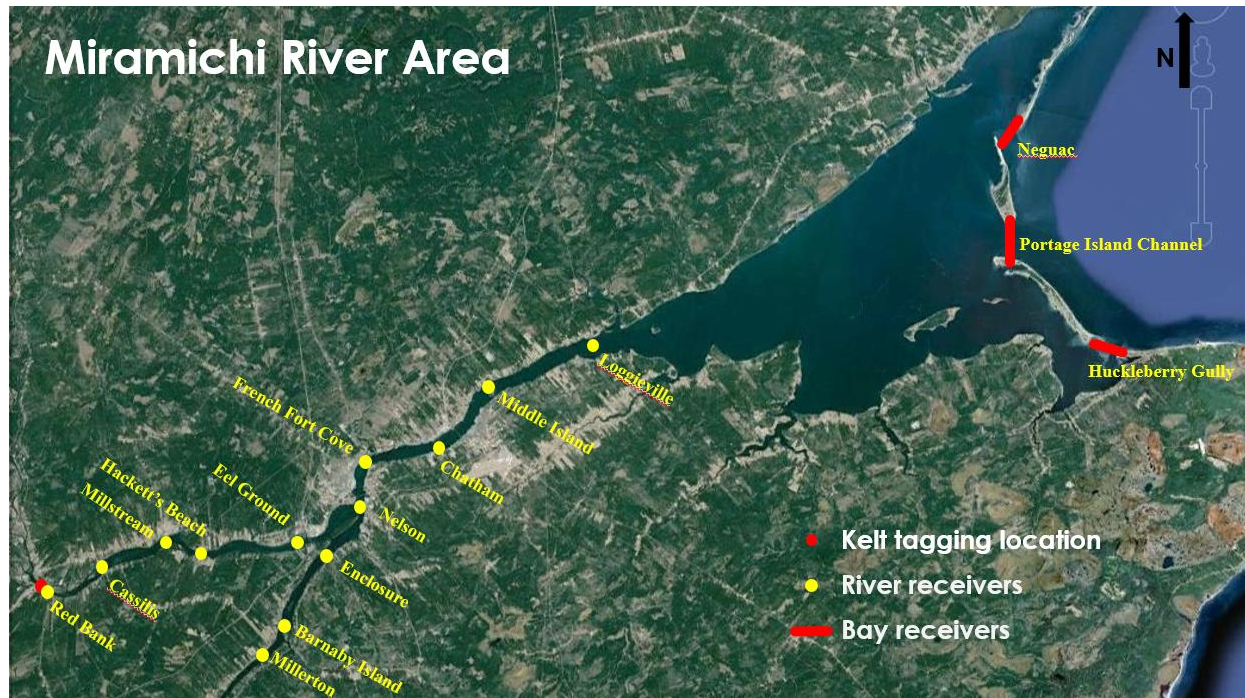 Miramichi River Area
N
Neguac
Portage Island Channel
Huckleberry Gully
Loggieville
Middle Island
French Fort Cove
Chatham
Hackett's Beach
Millstream
Eel Ground
Nelson
Enclosure
Cassills
Red Bank
Barnaby Island
Millerton
Kelt tagging location
River receivers
Bay receivers